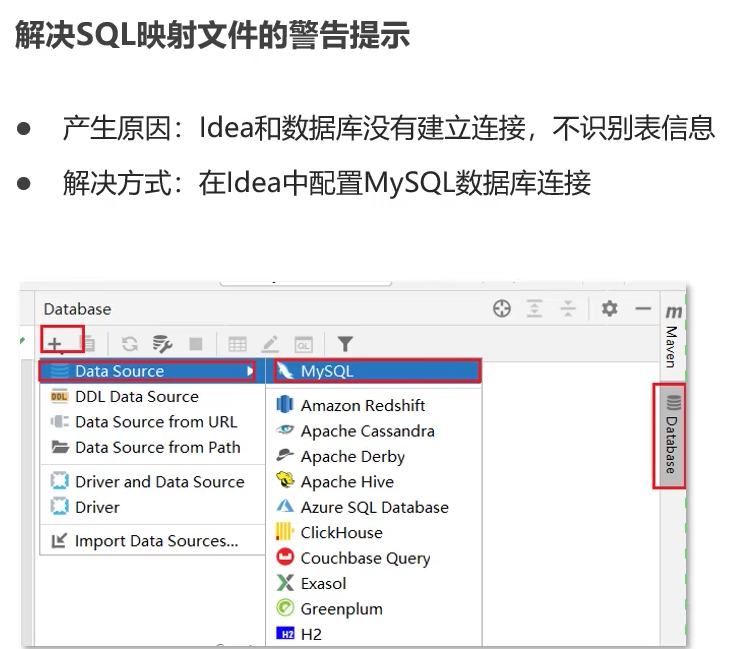 解决SQL映射文件的警告提示
● 产生原因：Idea和数据库没有建立连接，不识别表信息
● 解决方式：在Idea中配置MySQL数据库连接
Database
Data Source
DDL Data Source
Data Source from URL
Data Source from Path
Driver and Data Source
Driver
Import Data Sources...
MySQL
Amazon Redshift
Apache Cassandra
Apache Derby
Apache Hive
Azure SQL Database
ClickHouse
Couchbase Query
Exasol
Greenplum
H2
Maven
Database